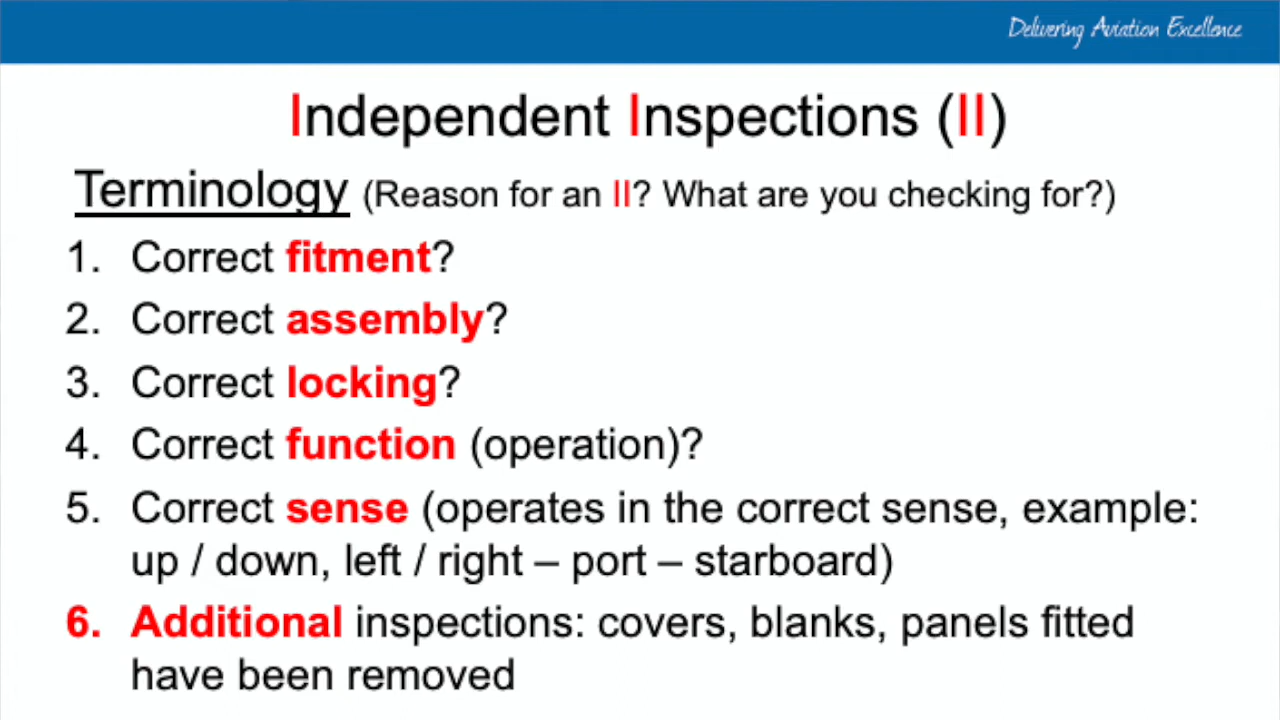 Delivering Aviation Excellence
Independent Inspections (II)
Terminology (Reason for an II? What are you checking for?)
1. Correct fitment?
2. Correct assembly?
3. Correct locking?
4. Correct function (operation)?
5. Correct sense (operates in the correct sense, example:
up / down, left / right – port – starboard)
6. Additional inspections: covers, blanks, panels fitted
have been removed